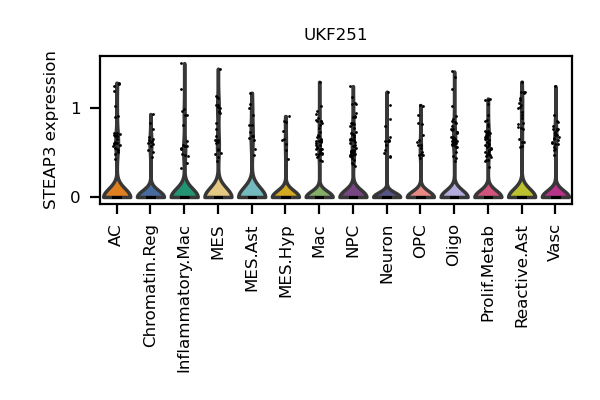 UKF251
STEAP3 expression
1
0
AC
Chromatin.Reg
Inflammatory.Mac
MES
MES.Ast
MES.Hyp
Mac
NPC
Neuron
OPC
Oligo
Prolif.Metab
Reactive.Ast
Vasc